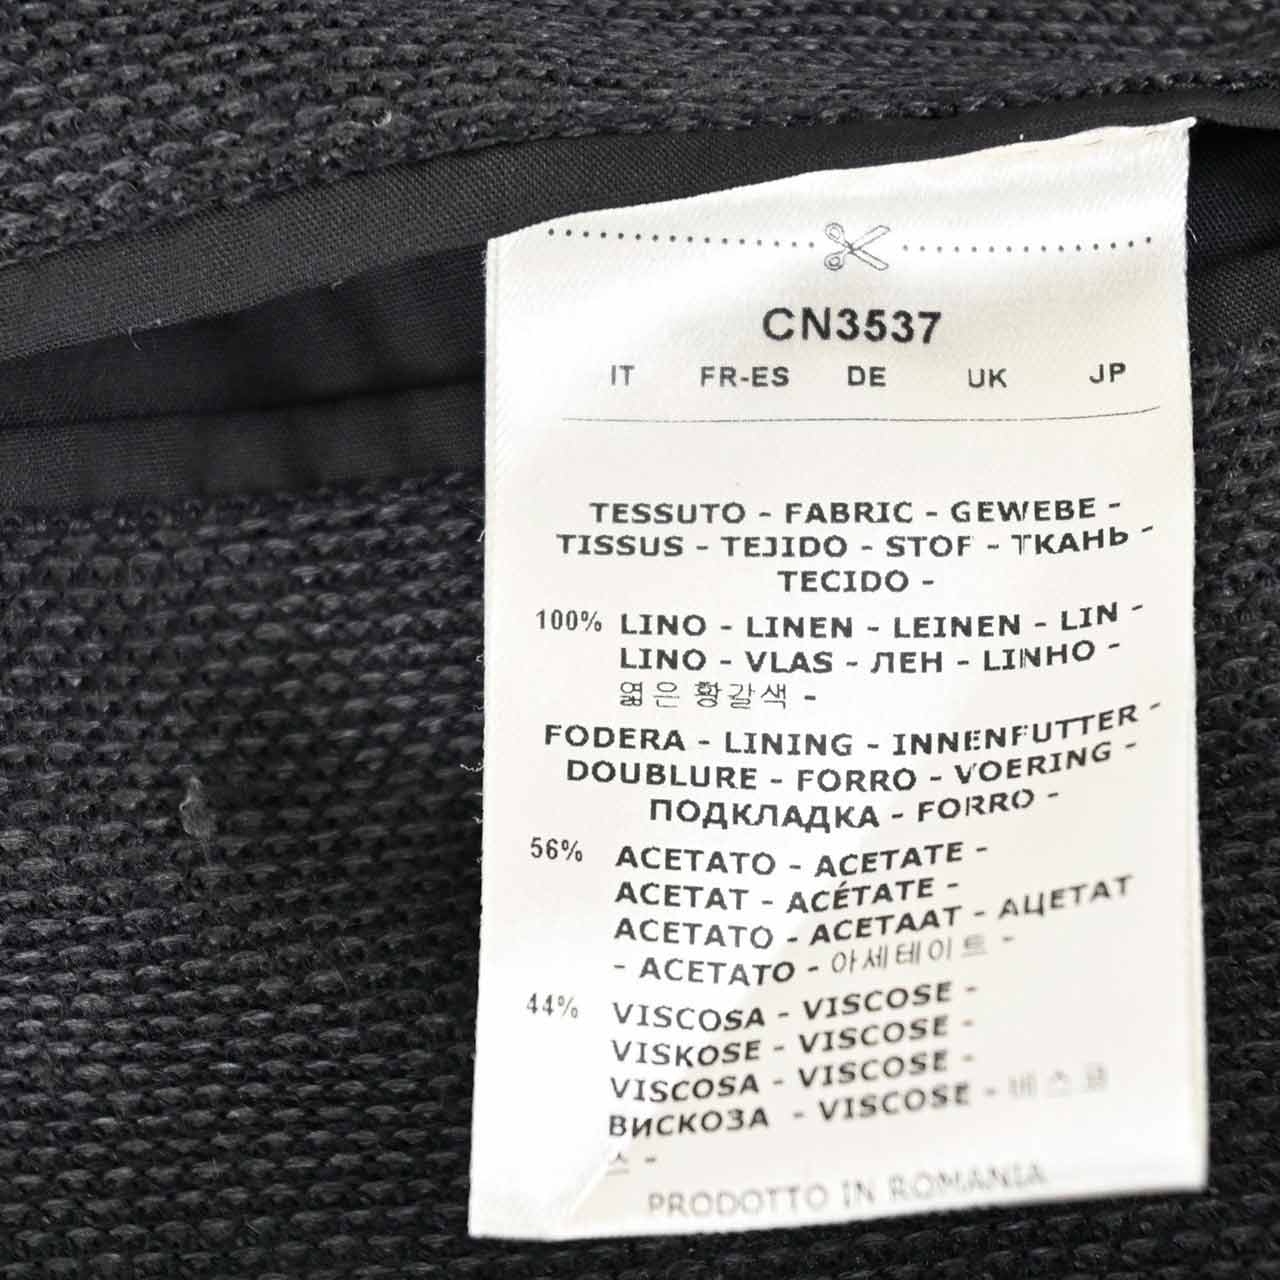 CN3537
IT FR-ES DE UK JP
TESSUTO - FABRIC - GEWEBE -
TISSUS - TEJIDO - STOF - ТКАНЬ -
TECIDO -
100% LINO - LINEN - LEINEN - LIN -
LINO - VLAS - ЛЕН - LINHO -
엷은 황갈색 -
FODERA - LINING - INNENFUTTER -
DOUBLURE - FORRO - VOERING -
ПОДКЛАДКА - FORRO -
56% ACETATO - ACETATE -
ACETAT - ACÉTATE -
ACETATO - ACETAAT - АЦЕТАТ
- ACETATO - 아세테이트 -
44% VISCOSA - VISCOSE -
VISKOSE - VISCOSE -
VISCOSA - VISCOSE -
ВИСКОЗА - VISCOSE - 비스코
스 -
PRODOTTO IN ROMANIA